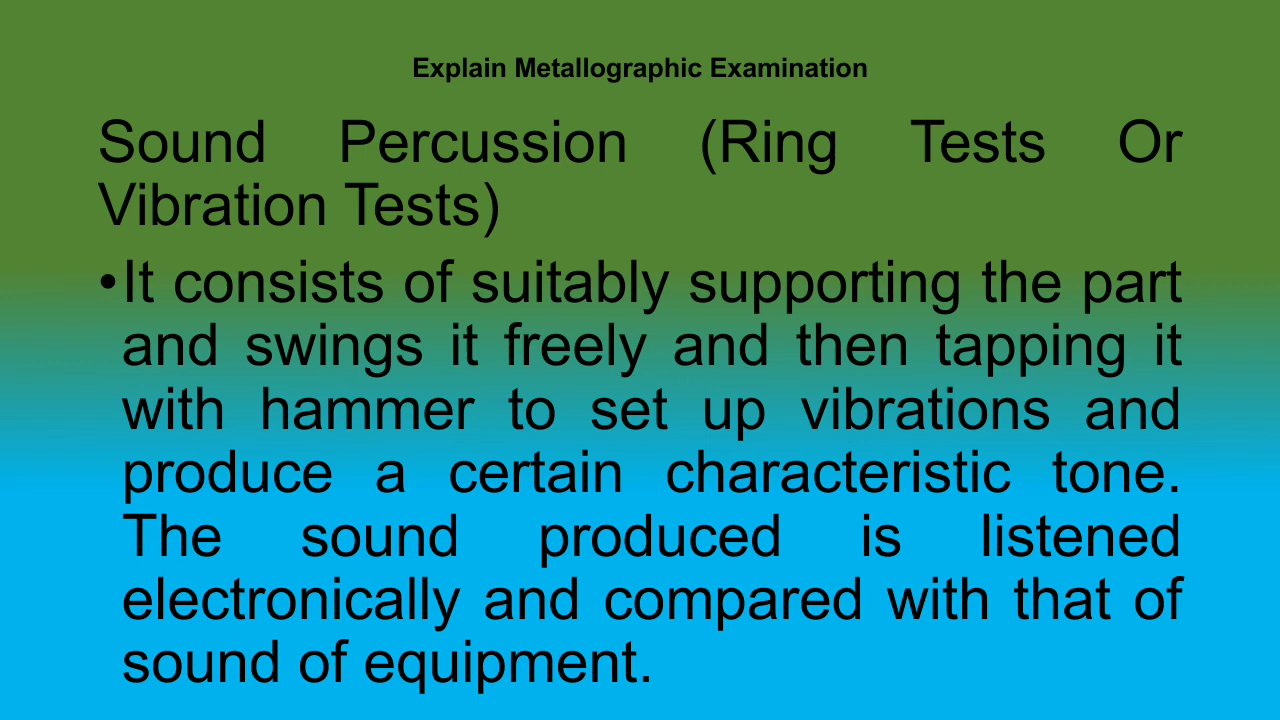 Explain Metallographic Examination
Sound Percussion (Ring Tests Or
Vibration Tests)
•It consists of suitably supporting the part
and swings it freely and then tapping it
with hammer to set up vibrations and
produce a certain characteristic tone.
The sound produced is listened
electronically and compared with that of
sound of equipment.